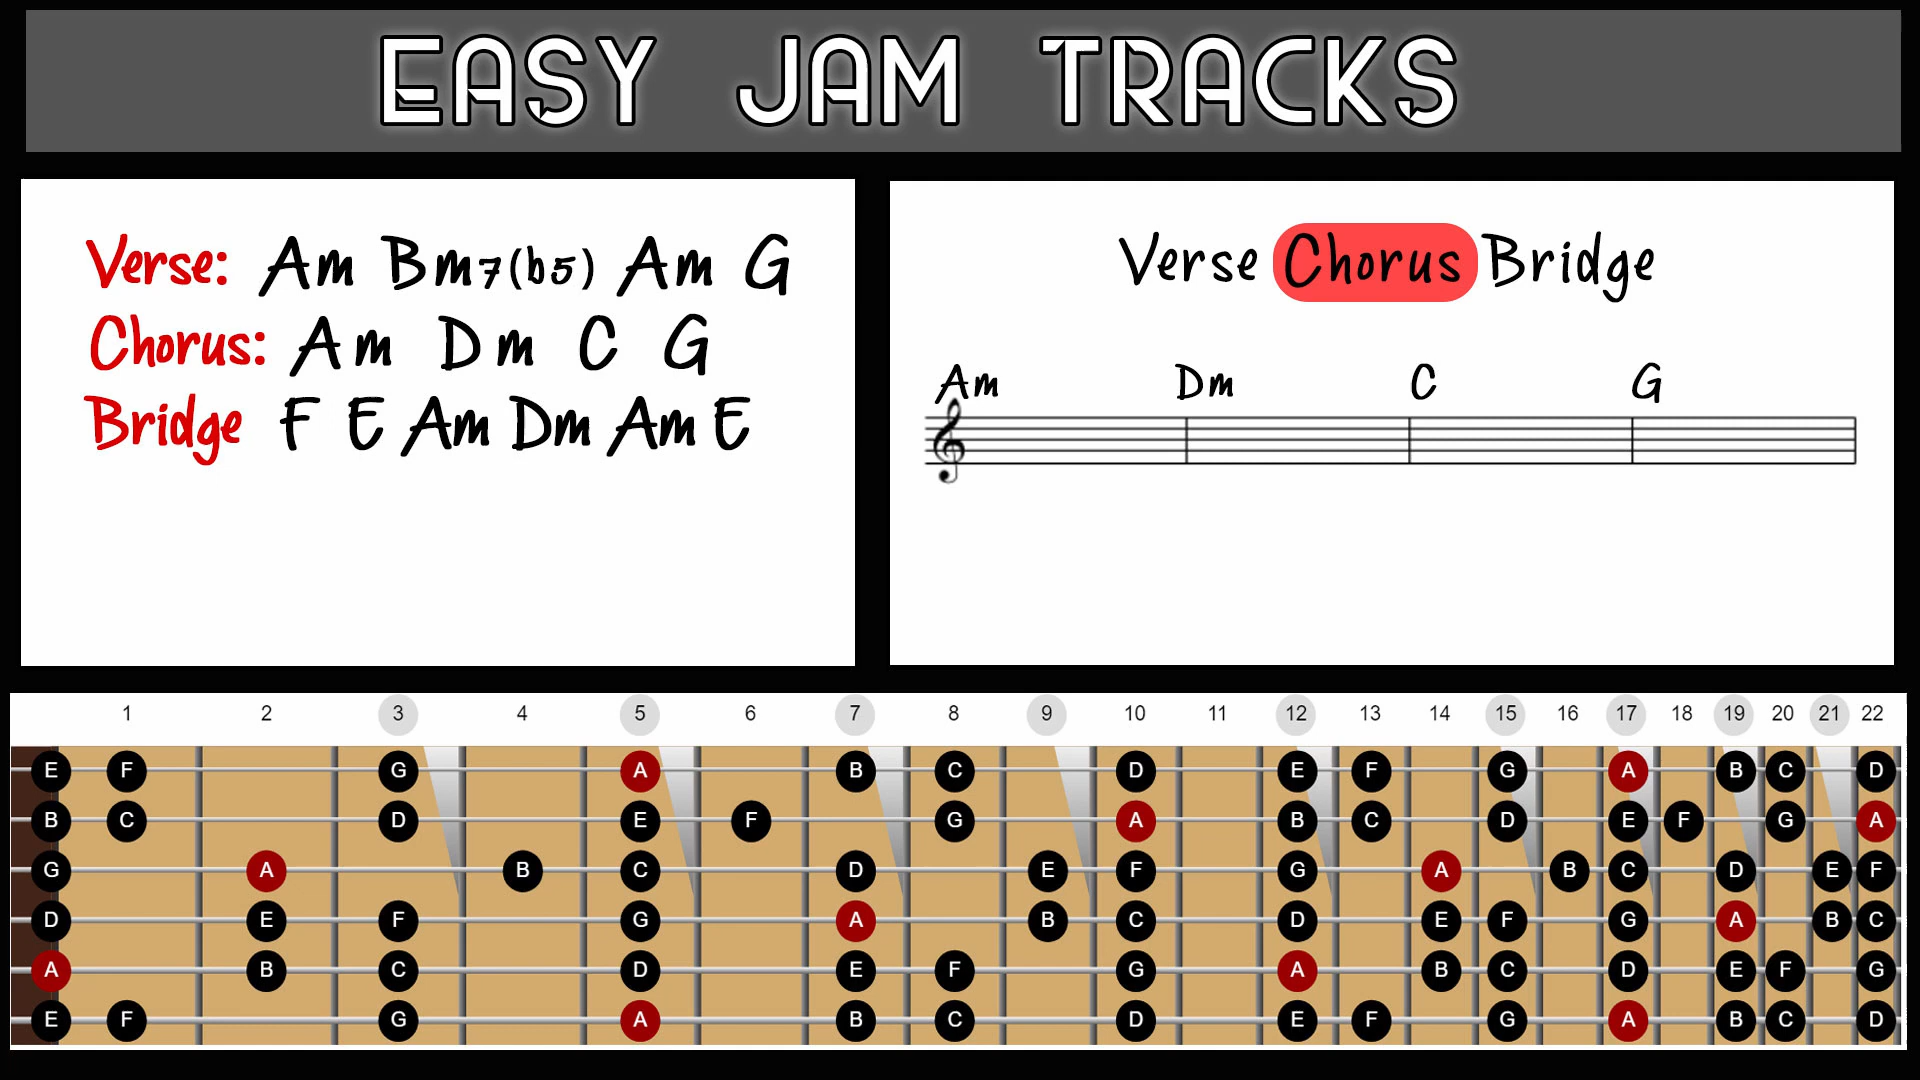 EASY JAM TRACKS
Verse: Am Bm7(b5) Am G
Chorus: Am Dm C G
Bridge F E Am Dm Am E
Verse Chorus Bridge
Am Dm C G
1 2 3 4 5 6 7 8 9 10 11 12 13 14 15 16 17 18 19 20 21 22
E F G A B C D E F G A B C D
B C D E F G A B C D E F G A
G A B C D E F G A B C D E F
D E F G A B C D E F G A B C
A B C D E F G A B C D E F G
E F G A B C D E F G A B C D